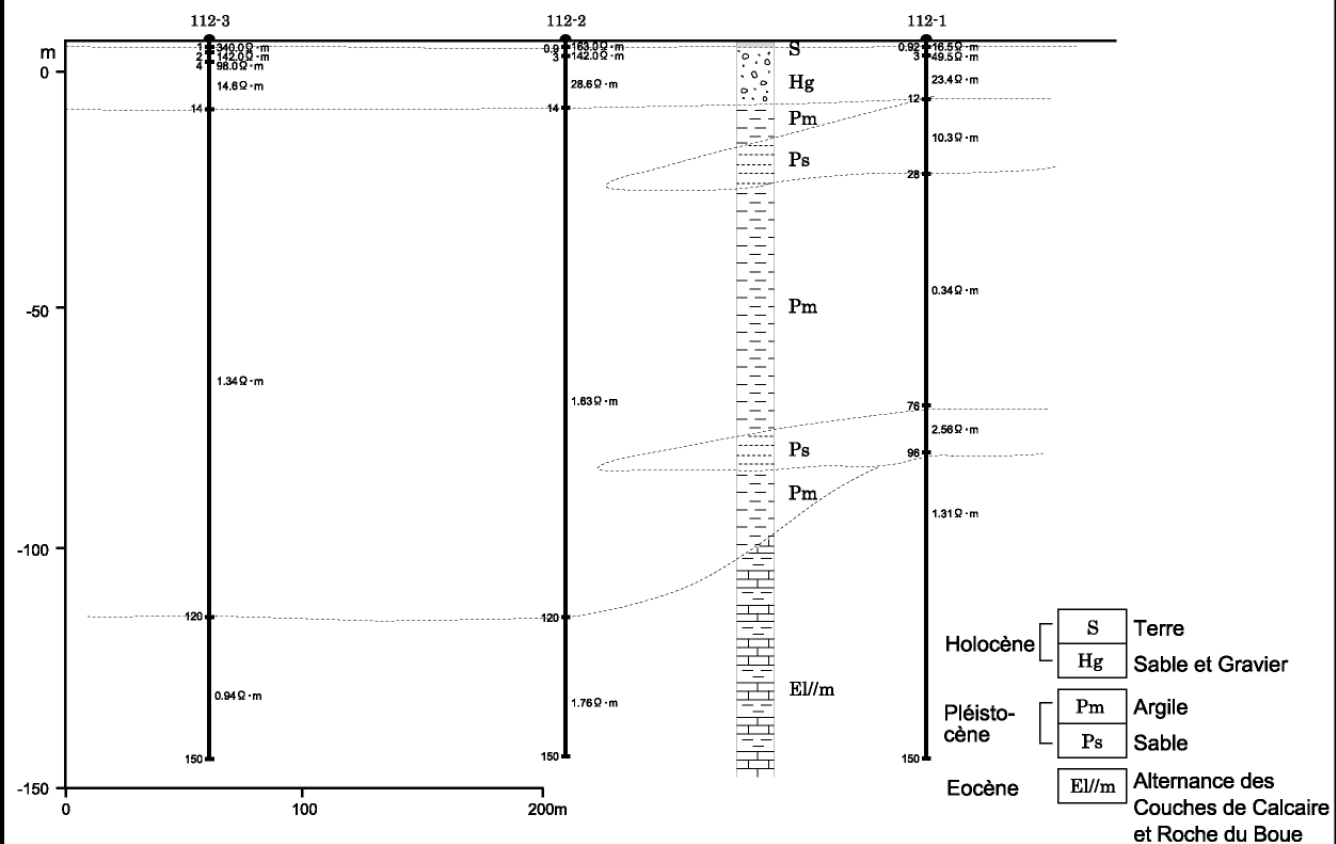 112-3
112-2
112-1
m
0
-50
-100
-150
0
100
200m
1
340.0Ω·m
2
142.0Ω·m
4
98.0Ω·m
14.6Ω·m
14
1.34Ω·m
120
0.94Ω·m
150
0.9
163.0Ω·m
3
142.0Ω·m
28.6Ω·m
14
1.63Ω·m
120
1.76Ω·m
150
S
Hg
Pm
Ps
Pm
Ps
Pm
El//m
0.92
16.5Ω·m
3
49.5Ω·m
23.4Ω·m
12
10.3Ω·m
28
0.34Ω·m
76
2.56Ω·m
96
1.31Ω·m
150
Holocène
S
Terre
Hg
Sable et Gravier
Pléisto-
cène
Pm
Argile
Ps
Sable
Eocène
El//m
Alternance des
Couches de Calcaire
et Roche du Boue